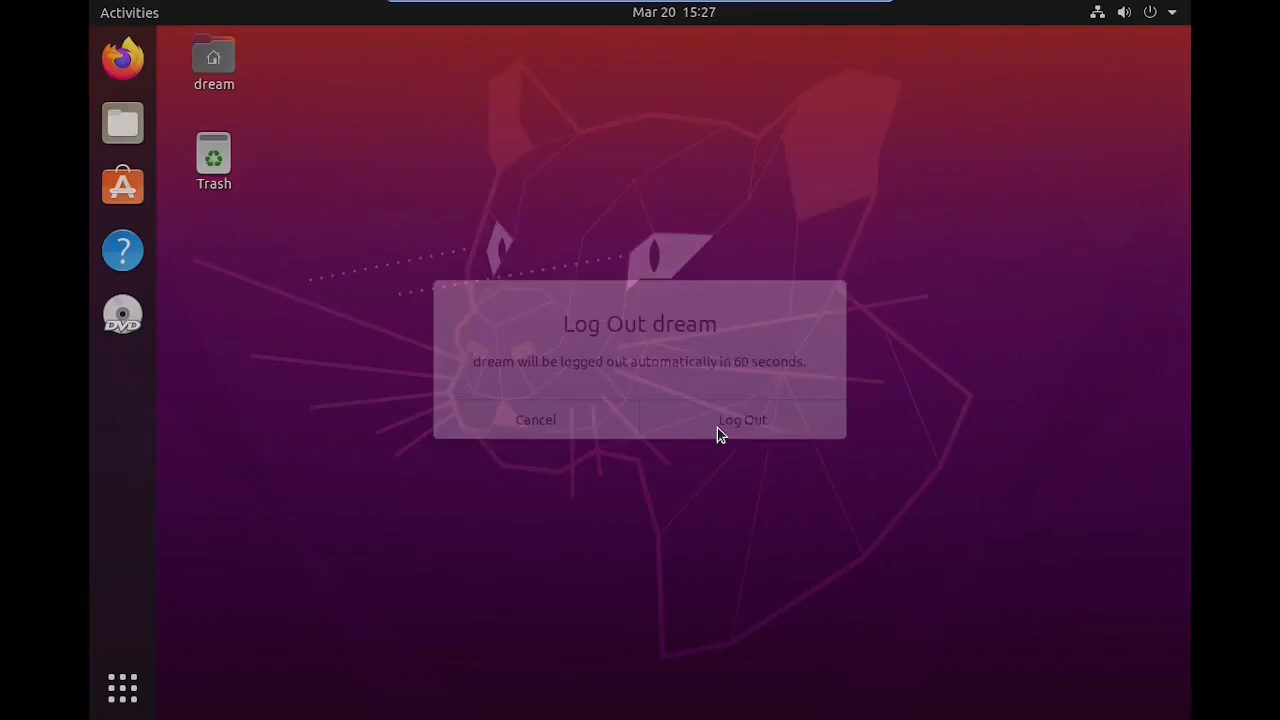 Activities
Mar 20 15:27
dream
Trash
?
DVD
Log Out dream
dream will be logged out automatically in 60 seconds.
Cancel
Log Out